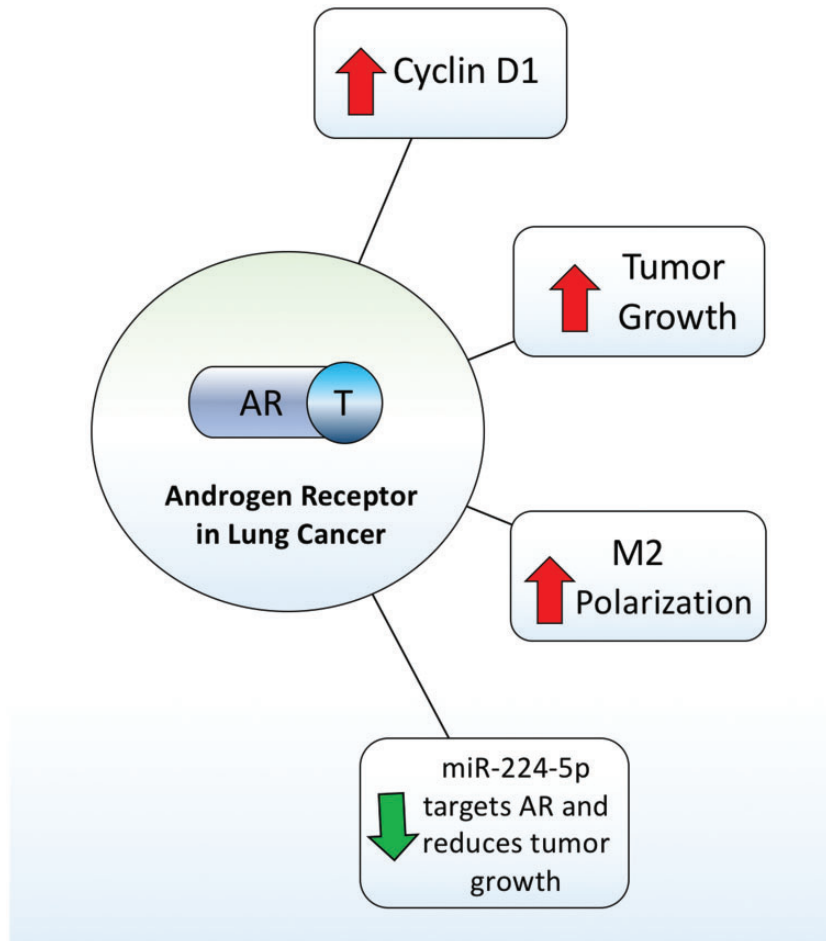 Cyclin D1
Tumor
Growth
AR T
Androgen Receptor
in Lung Cancer
M2
Polarization
miR-224-5p
targets AR and
reduces tumor
growth